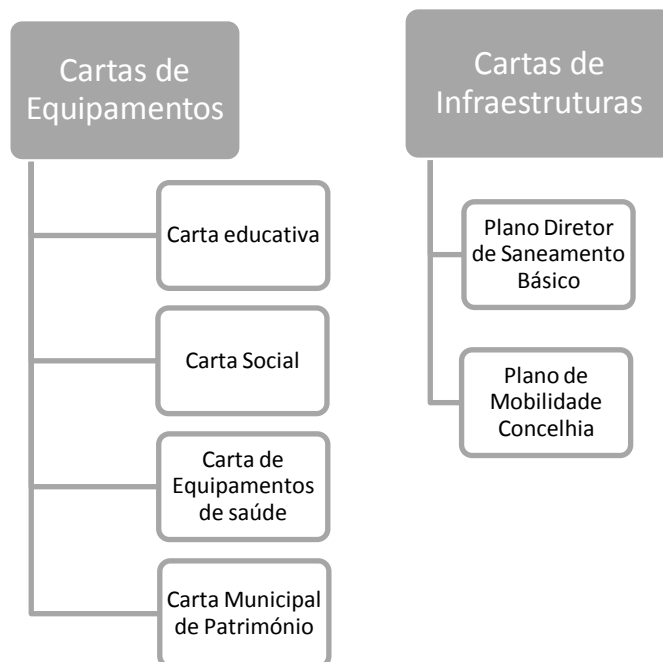 Cartas de
Equipamentos
Carta educativa
Carta Social
Carta de
Equipamentos
de saúde
Carta Municipal
de Património
Cartas de
Infraestruturas
Plano Diretor
de Saneamento
Básico
Plano de
Mobilidade
Concelhia